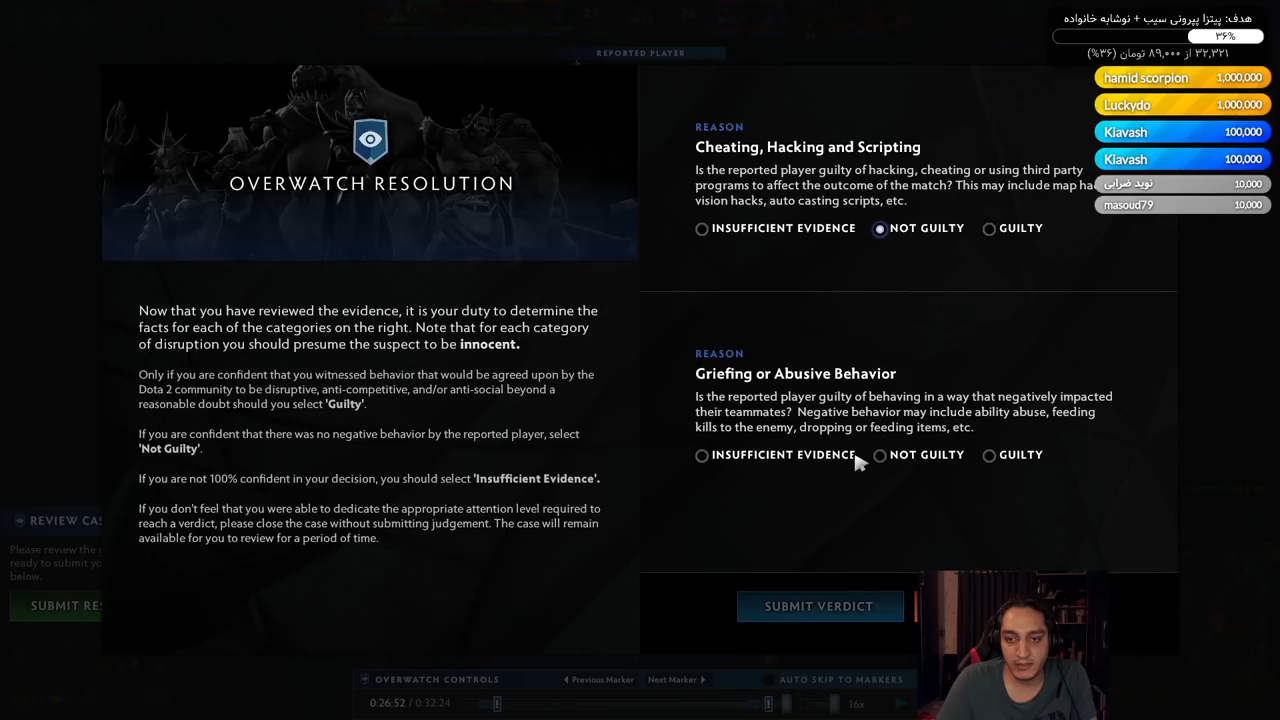 هدف: پیتزا پپرونی سیب + نوشابه خانواده
۳۶%
۳۲,۳۲۱ از ۸۹,۰۰۰ تومان (۳۶%)
hamid scorpion 1,000,000
Luckydo 1,000,000
Kiavash 100,000
Kiavash 100,000
نوید ضرابی 10,000
masoud79 10,000
REPORTED PLAYER
OVERWATCH RESOLUTION
Now that you have reviewed the evidence, it is your duty to determine the
facts for each of the categories on the right. Note that for each category
of disruption you should presume the suspect to be innocent.
Only if you are confident that you witnessed behavior that would be agreed upon by the
Dota 2 community to be disruptive, anti-competitive, and/or anti-social beyond a
reasonable doubt should you select 'Guilty'.
If you are confident that there was no negative behavior by the reported player, select
'Not Guilty'.
If you are not 100% confident in your decision, you should select 'Insufficient Evidence'.
If you don't feel that you were able to dedicate the appropriate attention level required to
reach a verdict, please close the case without submitting judgement. The case will remain
available for you to review for a period of time.
REASON
Cheating, Hacking and Scripting
Is the reported player guilty of hacking, cheating or using third party
programs to affect the outcome of the match? This may include map
vision hacks, auto casting scripts, etc.
INSUFFICIENT EVIDENCE NOT GUILTY GUILTY
REASON
Griefing or Abusive Behavior
Is the reported player guilty of behaving in a way that negatively impacted
their teammates? Negative behavior may include ability abuse, feeding
kills to the enemy, dropping or feeding items, etc.
INSUFFICIENT EVIDENCE NOT GUILTY GUILTY
SUBMIT VERDICT
REVIEW
Please review the
ready to submit
below.
SUBMIT
OVERWATCH CONTROLS Previous Marker Next Marker AUTO SKIP TO MARKERS
0:26:52 / 0:32:24 16x